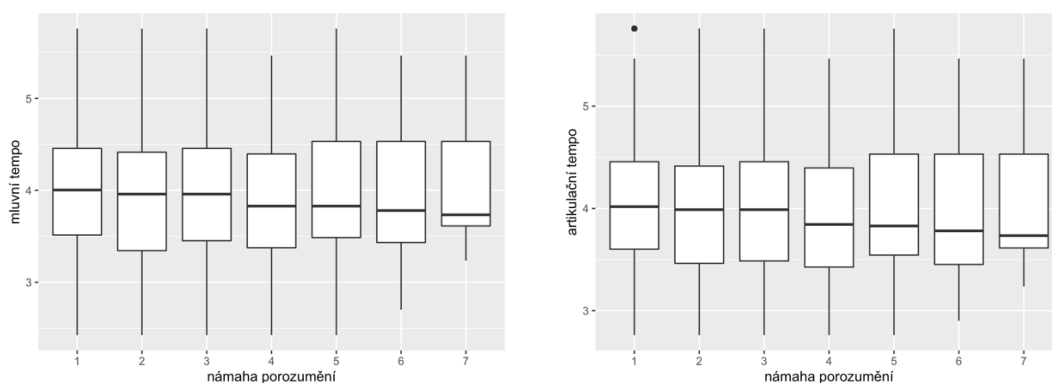 mluvní tempo
5
4
3
1 2 3 4 5 6 7
námaha porozumění
artikulační tempo
5
4
3
1 2 3 4 5 6 7
námaha porozumění